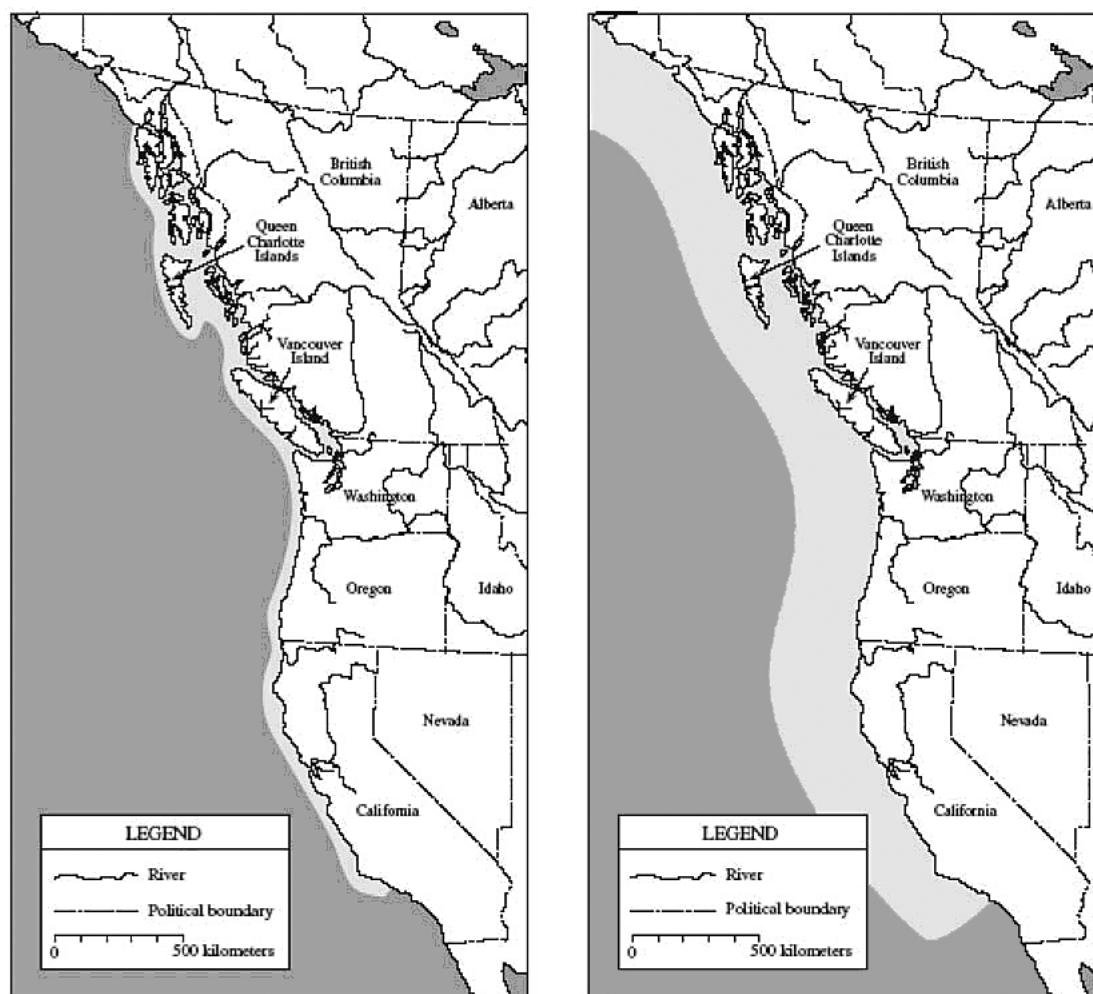 British
Columbia
Alberta
Queen
Charlotte
Islands
Vancouver
Island
Washington
Oregon
Idaho
Nevada
California
LEGEND
River
Political boundary
0 500 kilometers
British
Columbia
Alberta
Queen
Charlotte
Islands
Vancouver
Island
Washington
Oregon
Idaho
Nevada
California
LEGEND
River
Political boundary
0 500 kilometers